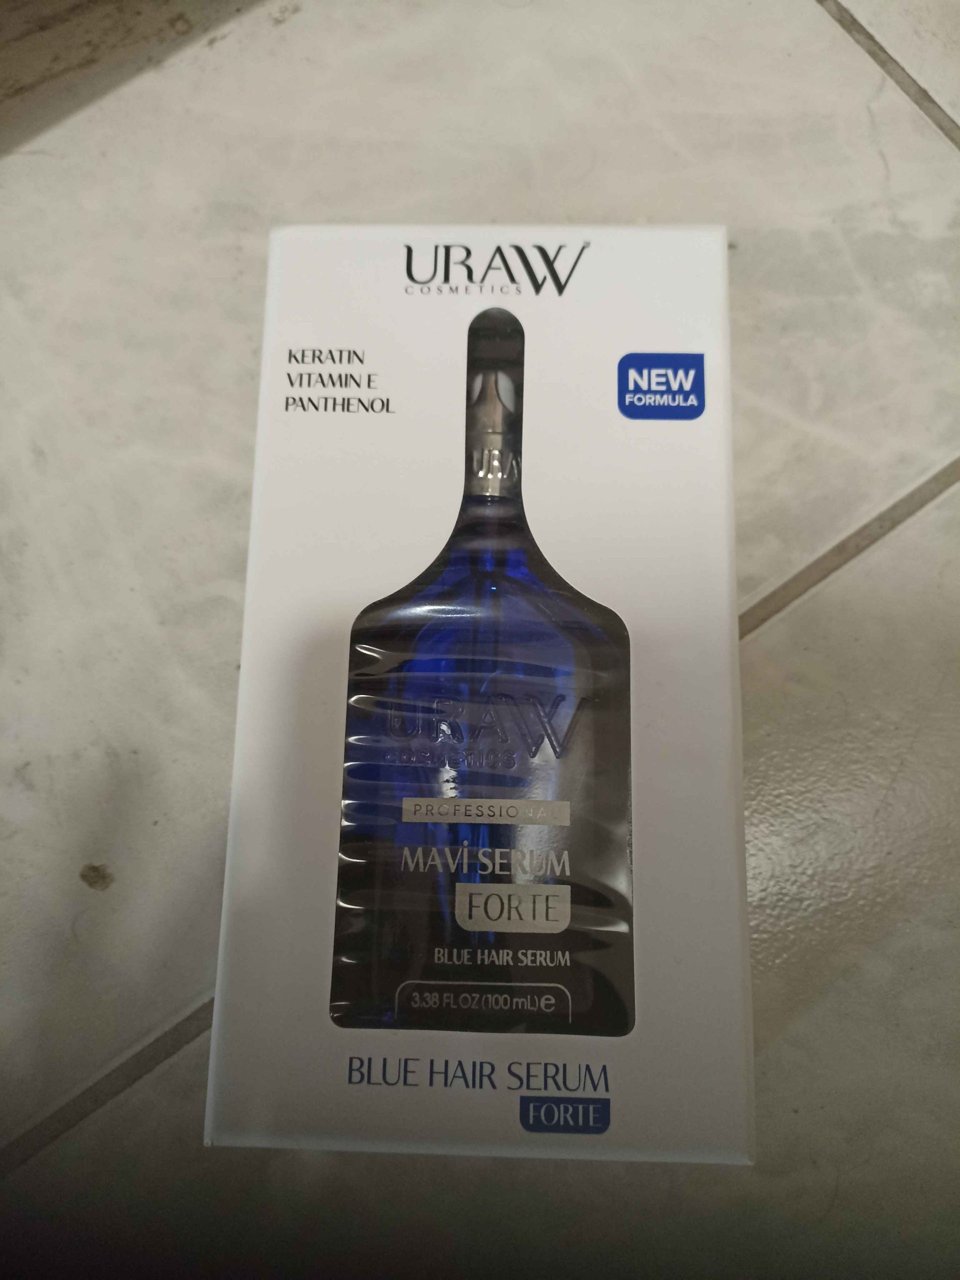 URAW
COSMETICS
KERATIN
VITAMIN E
PANTHENOL
NEW
FORMULA
URAW
URAW
COSMETICS
PROFESSIONAL
MAVİ SERUM
FORTE
BLUE HAIR SERUM
3.38 FL OZ (100 mL) e
BLUE HAIR SERUM
FORTE